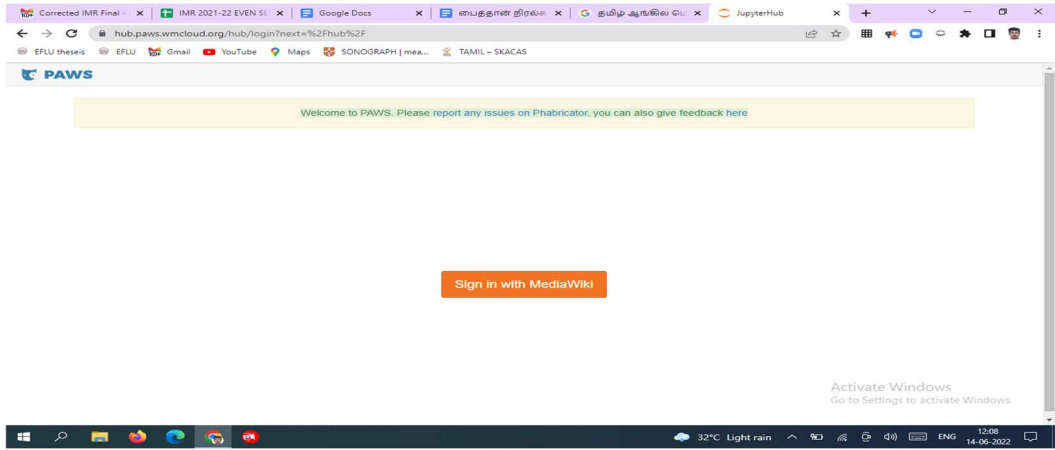 Corrected IMR Final -
IMR 2021-22 EVEN SE
Google Docs
பைத்தான் நிரல்க
தமிழ் ஆங்கில
JupyterHub
hub.paws.wmcloud.org/hub/login?next=%2Fhub%2F
EFLU theseis
EFLU
Gmail
YouTube
Maps
SONOGRAPH | mea...
TAMIL – SKACAS
PAWS
Welcome to PAWS. Please report any issues on Phabricator, you can also give feedback here
Sign in with MediaWiki
Activate Windows
Go to Settings to activate Windows.
32°C Light rain
ENG
12:08
14-06-2022